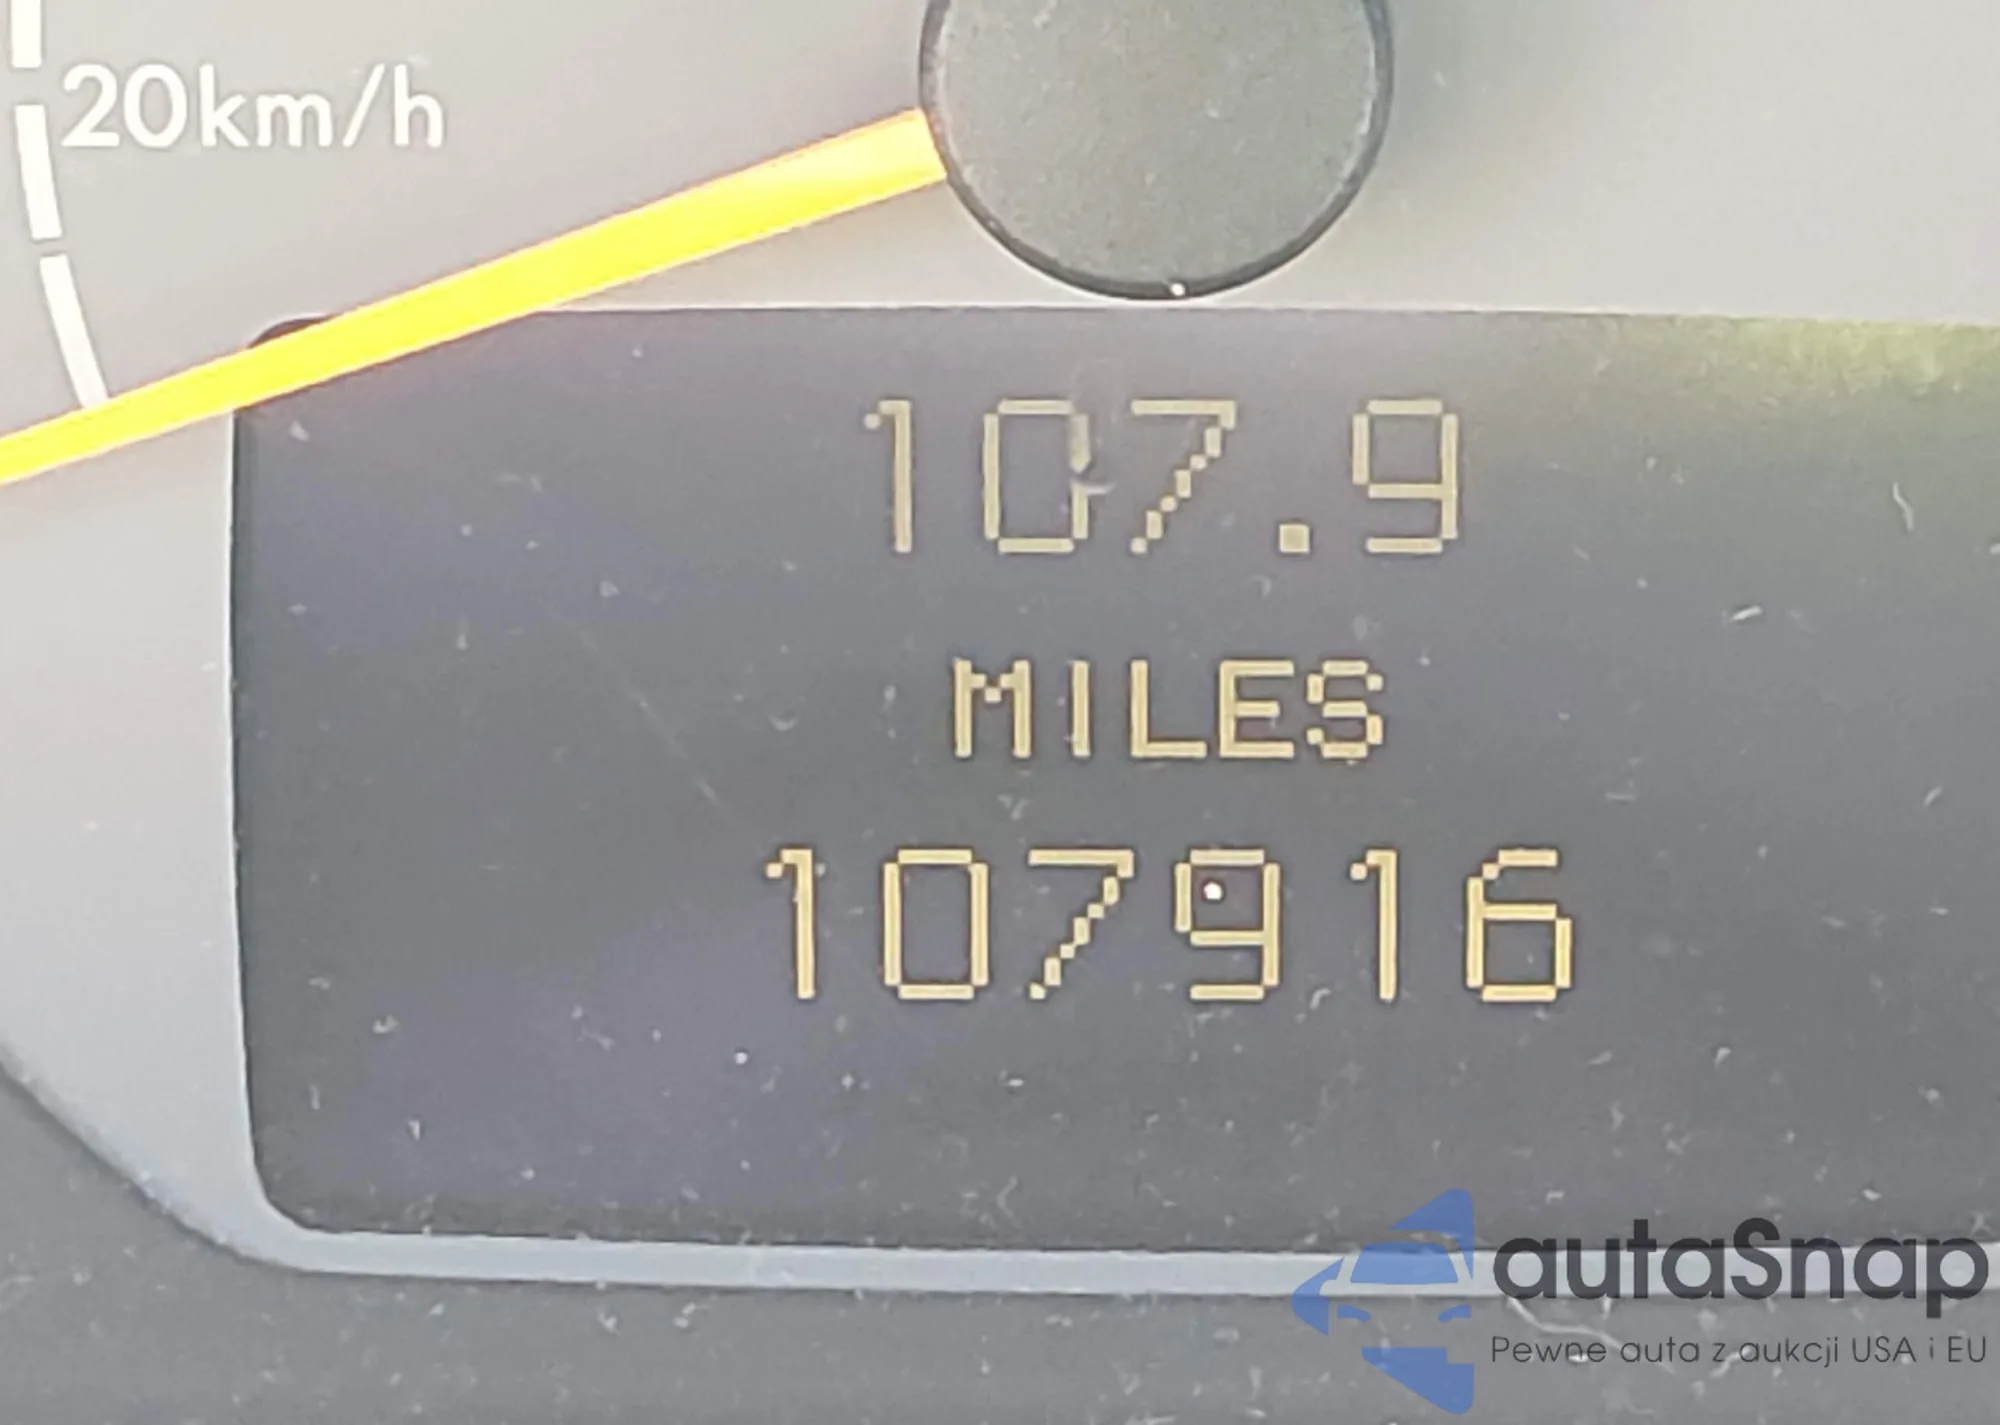 20km/h
107.9
MILES
107916
autaSnap
Pewne auta z aukcji USA i EU